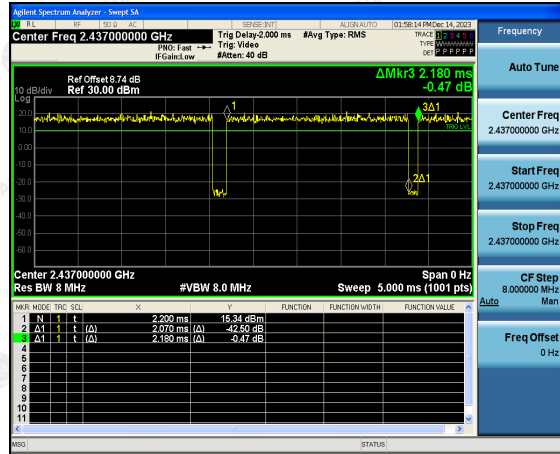 Agilent Spectrum Analyzer - Swept SA
RL RF 50 Ω AC SENSE:INT ALIGN AUTO 01:58:14 PM Dec 14, 2023
Center Freq 2.437000000 GHz Trig Delay-2.000 ms #Avg Type: RMS TRACE 1 2 3 4 5 6
PNO: Fast Trig: Video TYPE W
IFGain:Low #Atten: 40 dB DET P P P P P P
ΔMkr3 2.180 ms
Ref Offset 8.74 dB
10 dB/div Ref 30.00 dBm -0.47 dB
Log
20.0
10.0
0.00
-10.0
-20.0
-30.0
-40.0
-50.0
-60.0
1
3Δ1
TRIG LVL
2Δ1
Center 2.437000000 GHz Span 0 Hz
Res BW 8 MHz #VBW 8.0 MHz Sweep 5.000 ms (1001 pts)
MKR MODE TRC SCL X Y FUNCTION FUNCTION WIDTH FUNCTION VALUE
1 N 1 t 2.200 ms 15.34 dBm
2 Δ1 1 t (Δ) 2.070 ms (Δ) -42.50 dB
3 Δ1 1 t (Δ) 2.180 ms (Δ) -0.47 dB
4
5
6
7
8
9
10
11
MSG STATUS
Frequency
Auto Tune
Center Freq
2.437000000 GHz
Start Freq
2.437000000 GHz
Stop Freq
2.437000000 GHz
CF Step
8.000000 MHz
Auto Man
Freq Offset
0 Hz